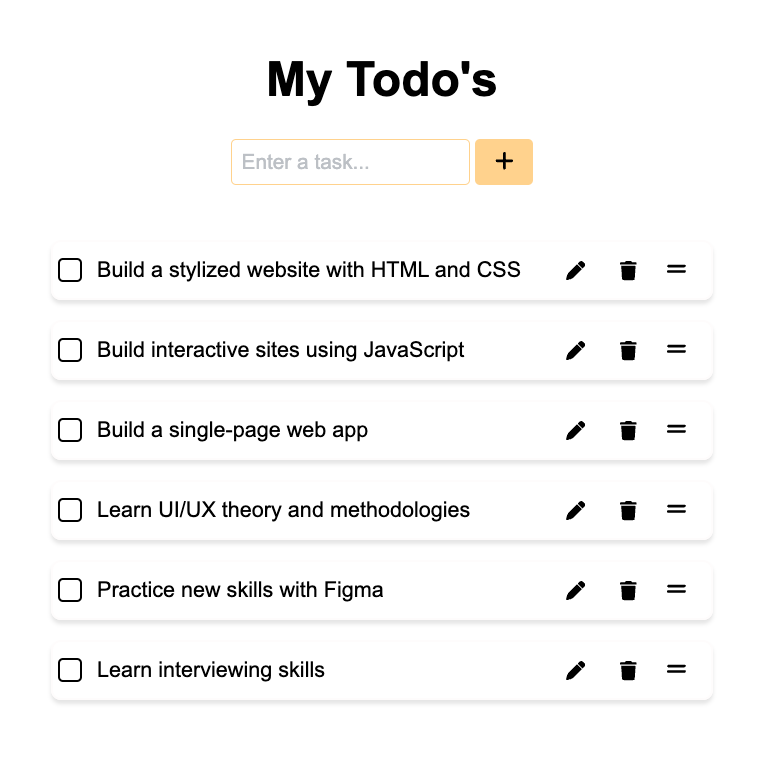 My Todo's
Enter a task...
Build a stylized website with HTML and CSS
Build interactive sites using JavaScript
Build a single-page web app
Learn UI/UX theory and methodologies
Practice new skills with Figma
Learn interviewing skills